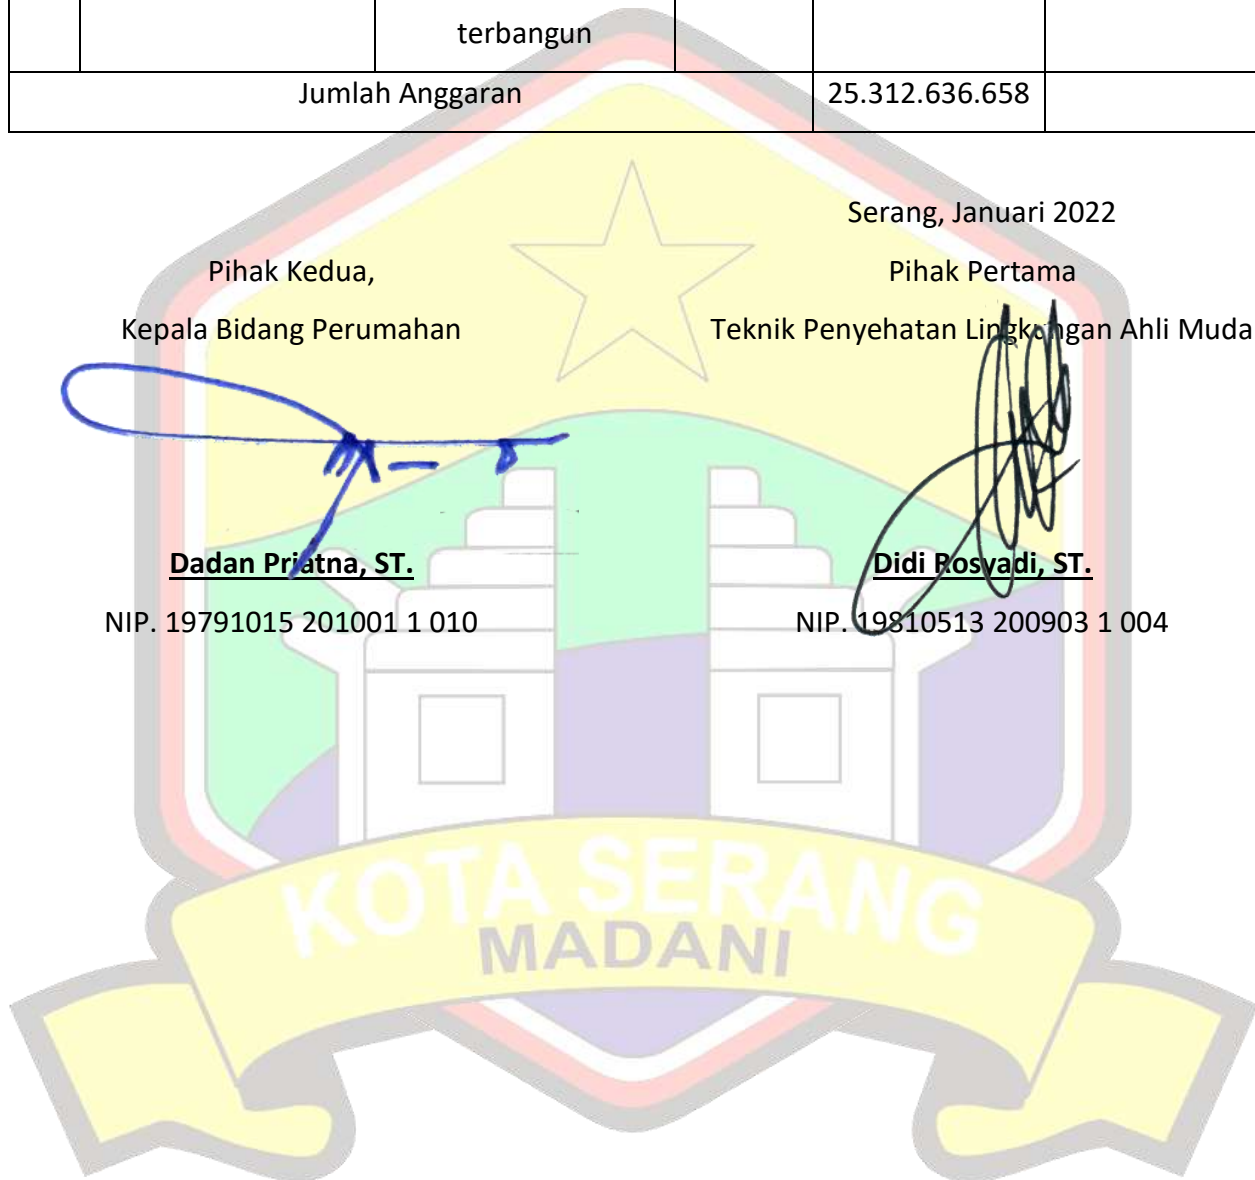 terbangun
Jumlah Anggaran 25.312.636.658
Serang, Januari 2022
Pihak Kedua, Pihak Pertama
Kepala Bidang Perumahan Teknik Penyehatan Lingkungan Ahli Muda
Dadan Priatna, ST. Didi Rosyadi, ST.
NIP. 19791015 201001 1 010 NIP. 19810513 200903 1 004
KOTA SERANG
MADANI